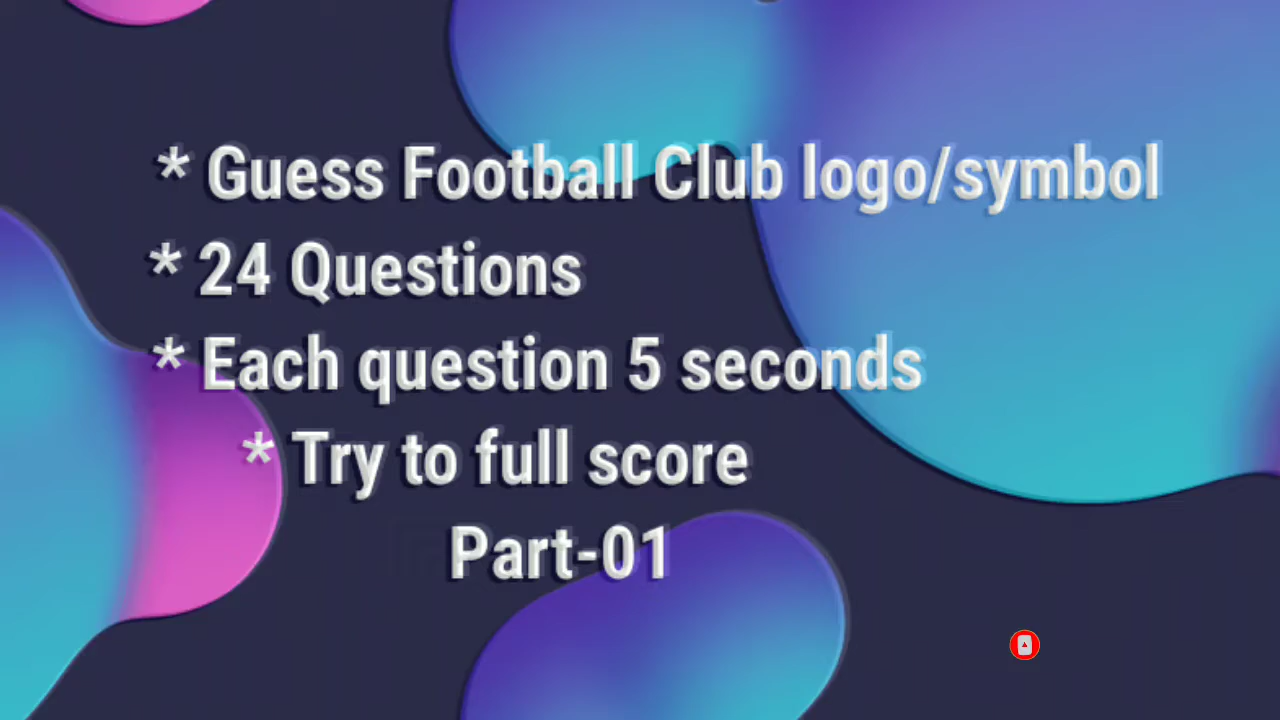 * Guess Football Club logo/symbol
* 24 Questions
* Each question 5 seconds
* Try to full score
Part-01